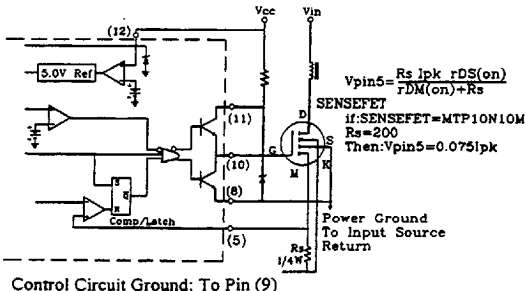 Vcc
Vin
(12)
5.0V Ref
Vpin5= Rs Ipk rDS(on)
rDM(on)+Rs
SENSEFET
if:SENSEFET=MTP10N10M
Rs=200
Then:Vpin5=0.075Ipk
(11)
D
S
G
(10)
K
M
(8)
S
Q
R
Comp/Latch
(5)
Power Ground
To Input Source
Return
Rs
1/4W
Control Circuit Ground: To Pin (9)